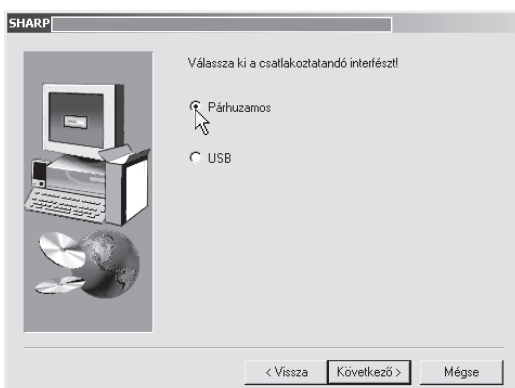 SHARP
Válassza ki a csatlakoztatandó interfészt!
Párhuzamos
USB
< Vissza Következő > Mégse